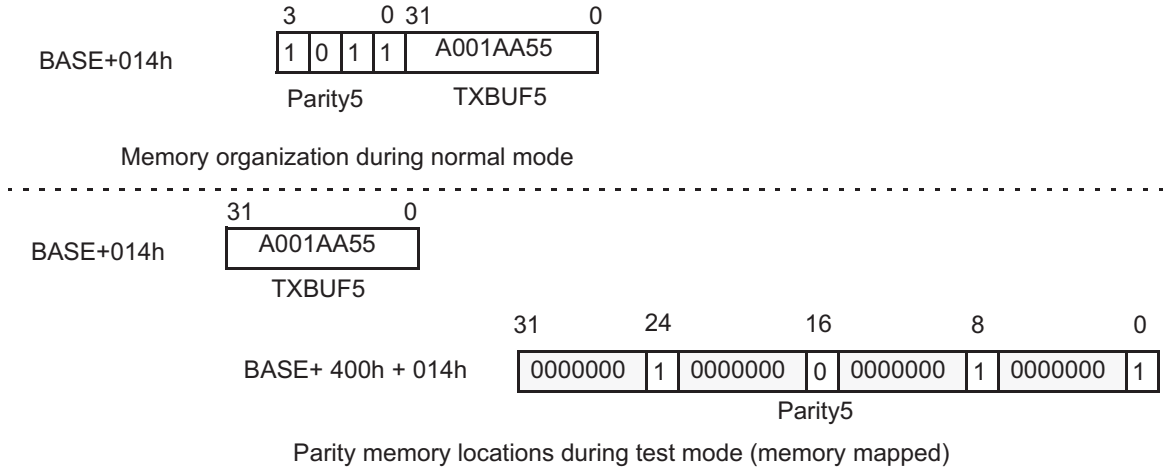 3 0 31 0
BASE+014h 1 0 1 1 A001AA55
Parity5 TXBUF5
Memory organization during normal mode
31 0
BASE+014h A001AA55
TXBUF5
31 24 16 8 0
BASE+ 400h + 014h 0000000 1 0000000 0 0000000 1 0000000 1
Parity5
Parity memory locations during test mode (memory mapped)